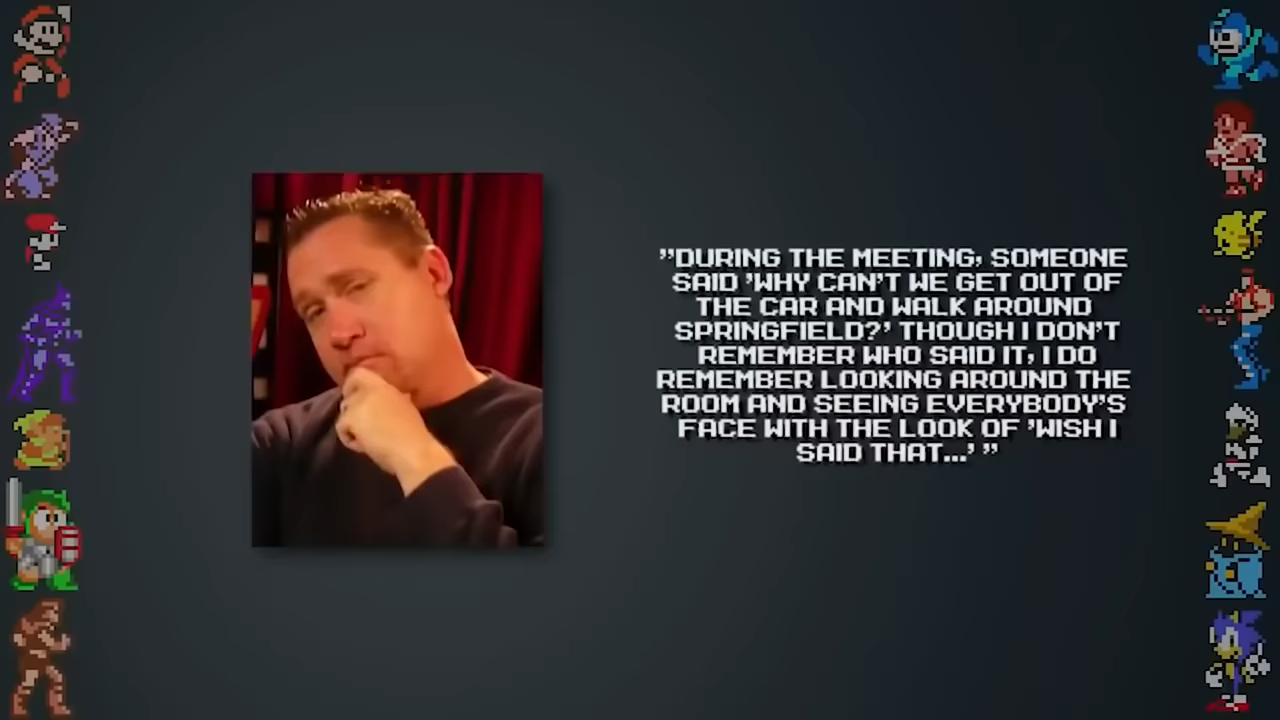 "DURING THE MEETING, SOMEONE
SAID 'WHY CAN'T WE GET OUT OF
THE CAR AND WALK AROUND
SPRINGFIELD?' THOUGH I DON'T
REMEMBER WHO SAID IT, I DO
REMEMBER LOOKING AROUND THE
ROOM AND SEEING EVERYBODY'S
FACE WITH THE LOOK OF 'WISH I
SAID THAT...' "